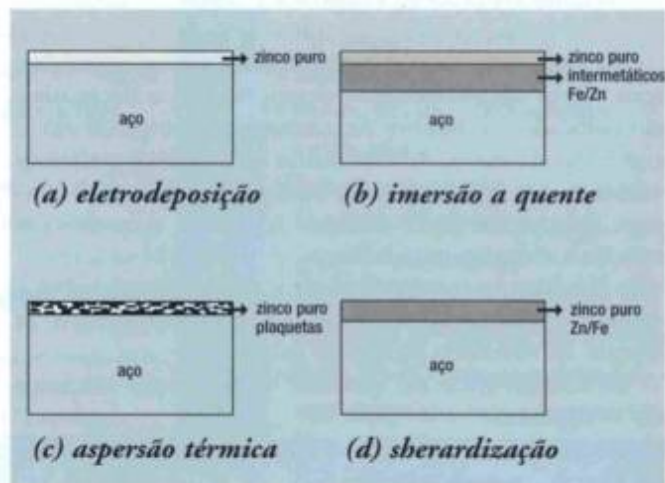 zinco puro
aço
(a) eletrodeposição
zinco puro
intermetáticos
Fe/Zn
aço
(b) imersão a quente
zinco puro
plaquetas
aço
(c) aspersão térmica
zinco puro
Zn/Fe
aço
(d) sherardização